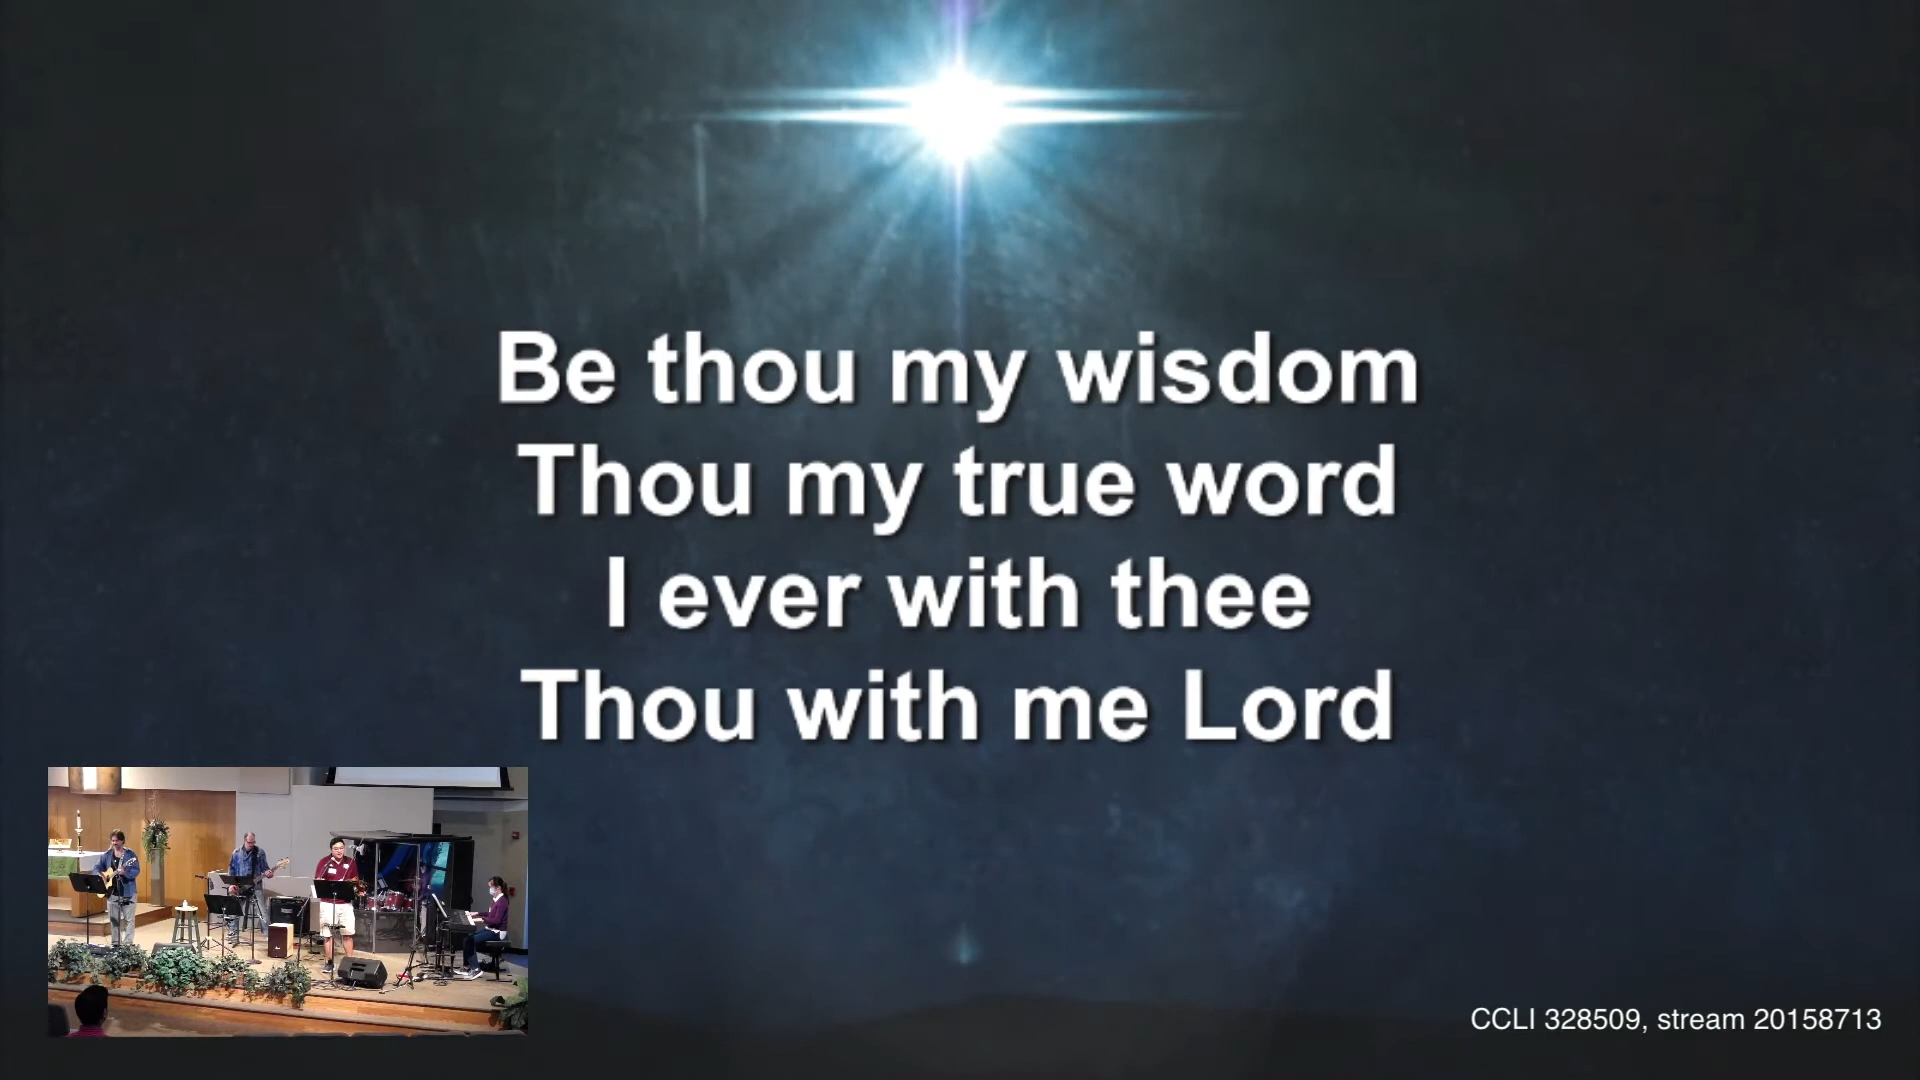 Be thou my wisdom
Thou my true word
I ever with thee
Thou with me Lord
CCLI 328509, stream 20158713